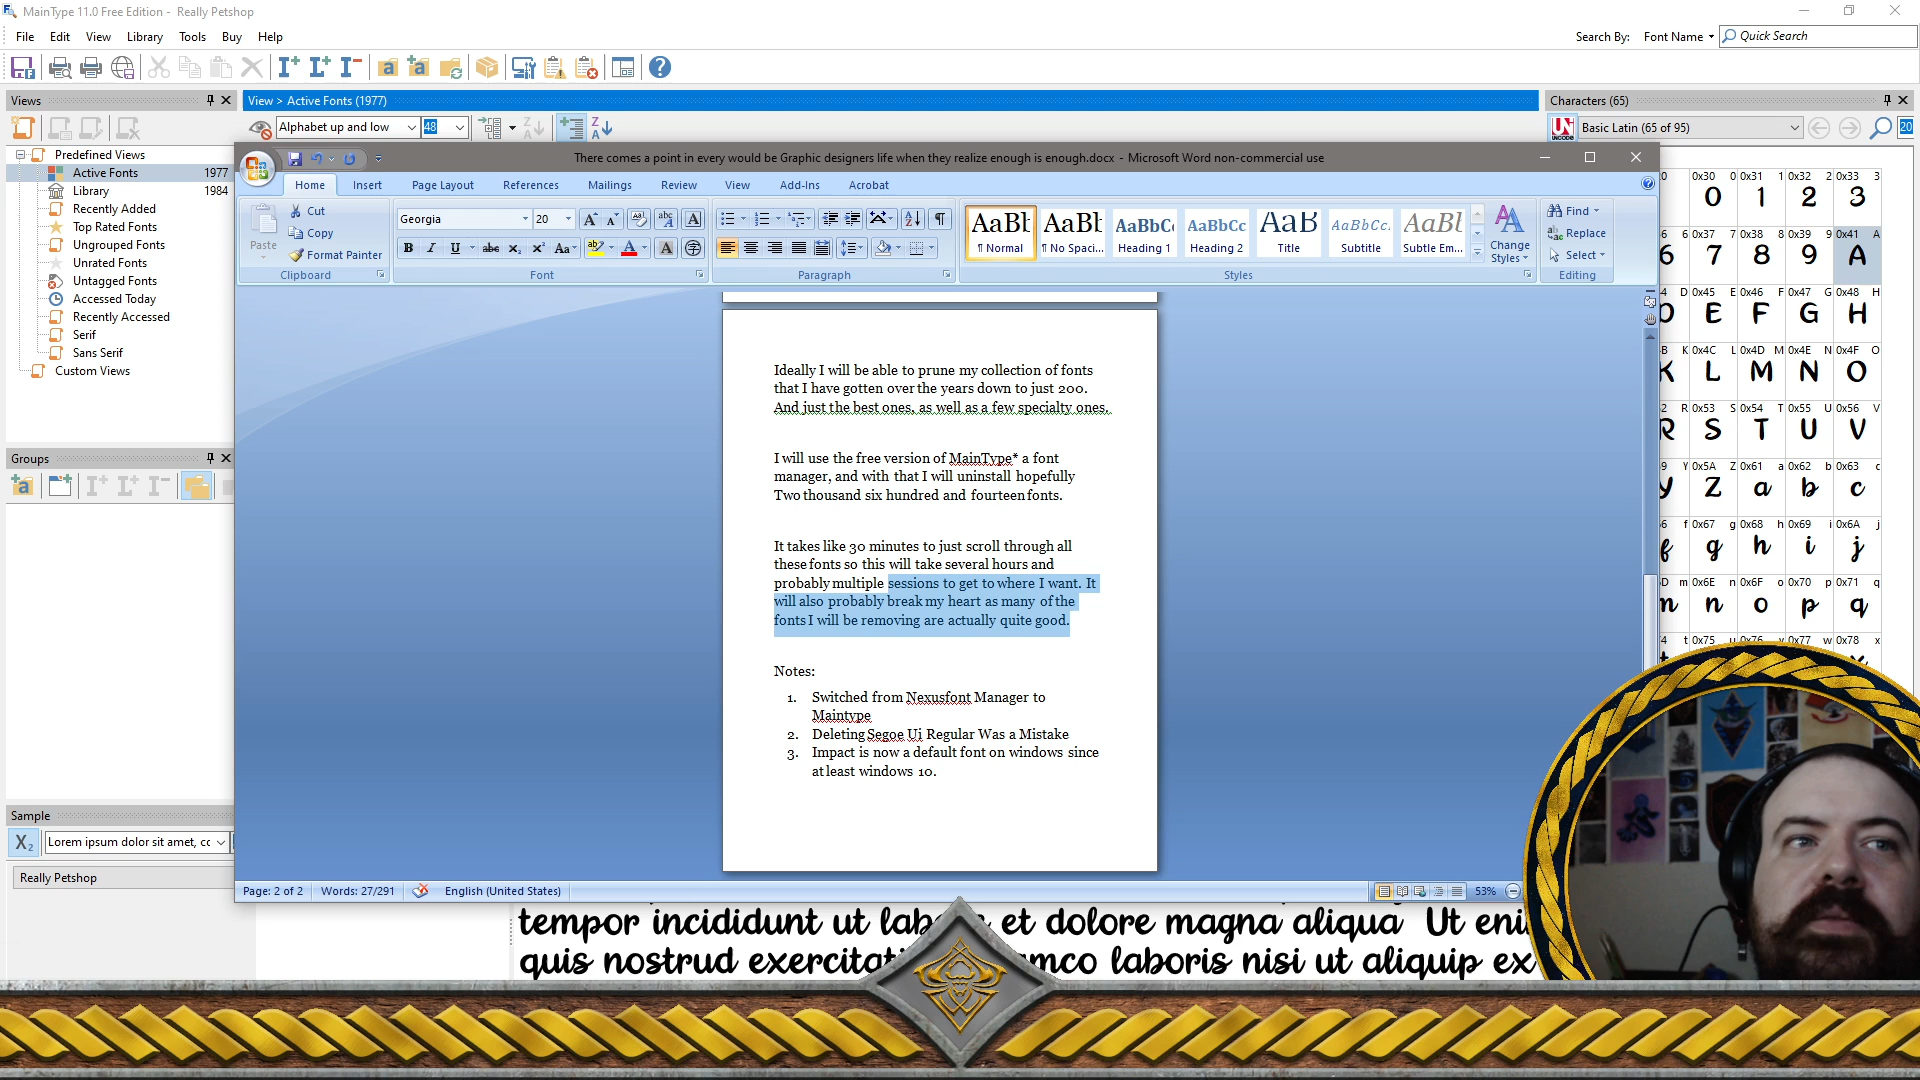 MainType 11.0 Free Edition - Really Petshop
File Edit View Library Tools Buy Help
Search By: Font Name Quick Search
Views
View > Active Fonts (1977)
Characters (65)
Alphabet up and low 48
Basic Latin (65 of 95) 20
Predefined Views
Active Fonts 1977
Library 1984
Recently Added
Top Rated Fonts
Ungrouped Fonts
Unrated Fonts
Untagged Fonts
Accessed Today
Recently Accessed
Serif
Sans Serif
Custom Views
Groups
Sample
Lorem ipsum dolor sit amet, cc
Really Petshop
There comes a point in every would be Graphic designers life when they realize enough is enough.docx - Microsoft Word non-commercial use
Home Insert Page Layout References Mailings Review View Add-Ins Acrobat
Paste Cut Copy Format Painter
Clipboard
Georgia 20
Font
Paragraph
AaBt AaBt AaBbCc AaBbCc AaB AaBbCc. AaBl
¶ Normal ¶ No Spaci... Heading 1 Heading 2 Title Subtitle Subtle Em...
Change Styles
Styles
Find
Replace
Select
Editing
Ideally I will be able to prune my collection of fonts
that I have gotten over the years down to just 200.
And just the best ones, as well as a few specialty ones.
I will use the free version of MainType* a font
manager, and with that I will uninstall hopefully
Two thousand six hundred and fourteen fonts.
It takes like 30 minutes to just scroll through all
these fonts so this will take several hours and
probably multiple sessions to get to where I want. It
will also probably break my heart as many of the
fonts I will be removing are actually quite good.
Notes:
1. Switched from Nexusfont Manager to
Maintype
2. Deleting Segoe Ui Regular Was a Mistake
3. Impact is now a default font on windows since
at least windows 10.
Page: 2 of 2 Words: 27/291 English (United States) 53%
0x30 0 0x31 1 0x32 2 0x33 3
0 1 2 3
6 0x37 7 0x38 8 0x39 9 0x41 A
6 7 8 9 A
D 0x45 E 0x46 F 0x47 G 0x48 H
D E F G H
K 0x4C L 0x4D M 0x4E N 0x4F O
K L M N O
R 0x53 S 0x54 T 0x55 U 0x56 V
R S T U V
Y 0x5A Z 0x61 a 0x62 b 0x63 c
Y Z a b c
f 0x67 g 0x68 h 0x69 i 0x6A j
f g h i j
m 0x6E n 0x6F o 0x70 p 0x71 q
m n o p q
t 0x75 u 0x76 v 0x77 w 0x78 x
tempor incididunt ut lab et dolore magna aliqua Ut eni
quis nostrud exercitat mco laboris nisi ut aliquip ex